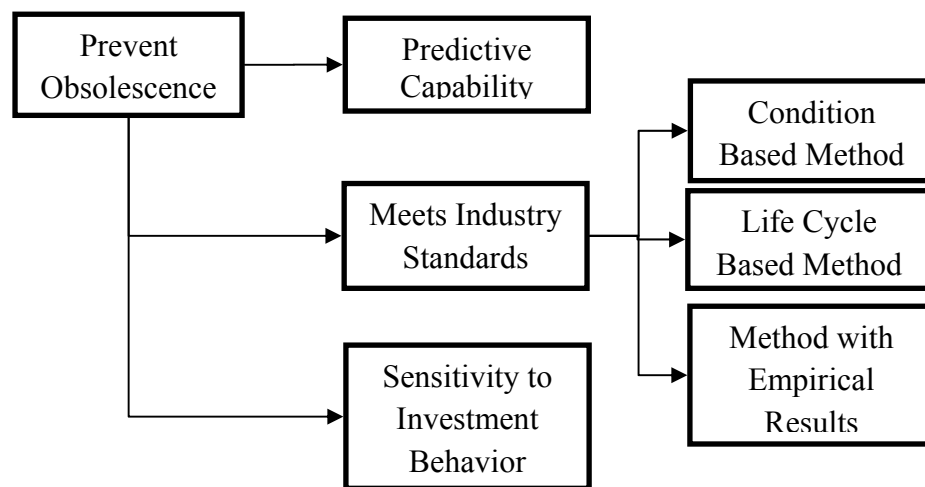 Prevent
Obsolescence
Predictive
Capability
Meets Industry
Standards
Sensitivity to
Investment
Behavior
Condition
Based Method
Life Cycle
Based Method
Method with
Empirical
Results